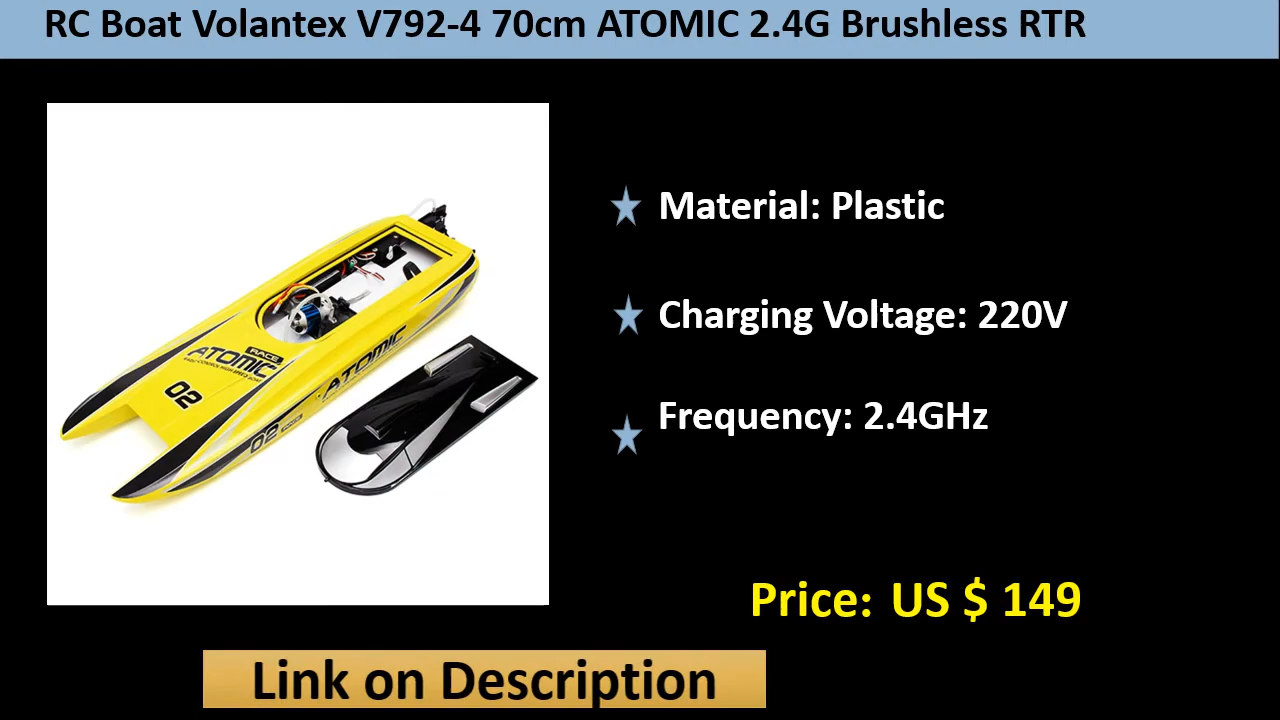 RC Boat Volantex V792-4 70cm ATOMIC 2.4G Brushless RTR
Material: Plastic
Charging Voltage: 220V
Frequency: 2.4GHz
RACE
ATOMIC
02
ATOMIC
02
Price: US $ 149
Link on Description